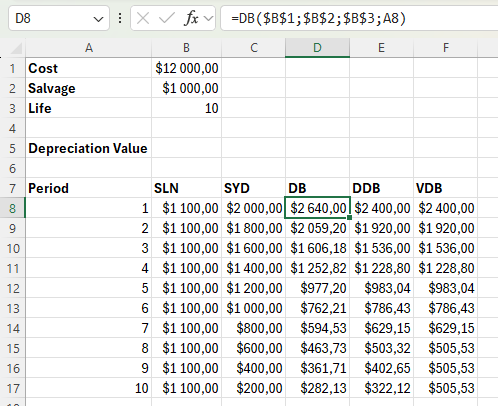 D8 fx =DB($B$1;$B$2;$B$3;A8)
A B C D E F
1 Cost $12 000,00
2 Salvage $1 000,00
3 Life 10
4
5 Depreciation Value
6
7 Period SLN SYD DB DDB VDB
8 1 $1 100,00 $2 000,00 $2 640,00 $2 400,00 $2 400,00
9 2 $1 100,00 $1 800,00 $2 059,20 $1 920,00 $1 920,00
10 3 $1 100,00 $1 600,00 $1 606,18 $1 536,00 $1 536,00
11 4 $1 100,00 $1 400,00 $1 252,82 $1 228,80 $1 228,80
12 5 $1 100,00 $1 200,00 $977,20 $983,04 $983,04
13 6 $1 100,00 $1 000,00 $762,21 $786,43 $786,43
14 7 $1 100,00 $800,00 $594,53 $629,15 $629,15
15 8 $1 100,00 $600,00 $463,73 $503,32 $505,53
16 9 $1 100,00 $400,00 $361,71 $402,65 $505,53
17 10 $1 100,00 $200,00 $282,13 $322,12 $505,53